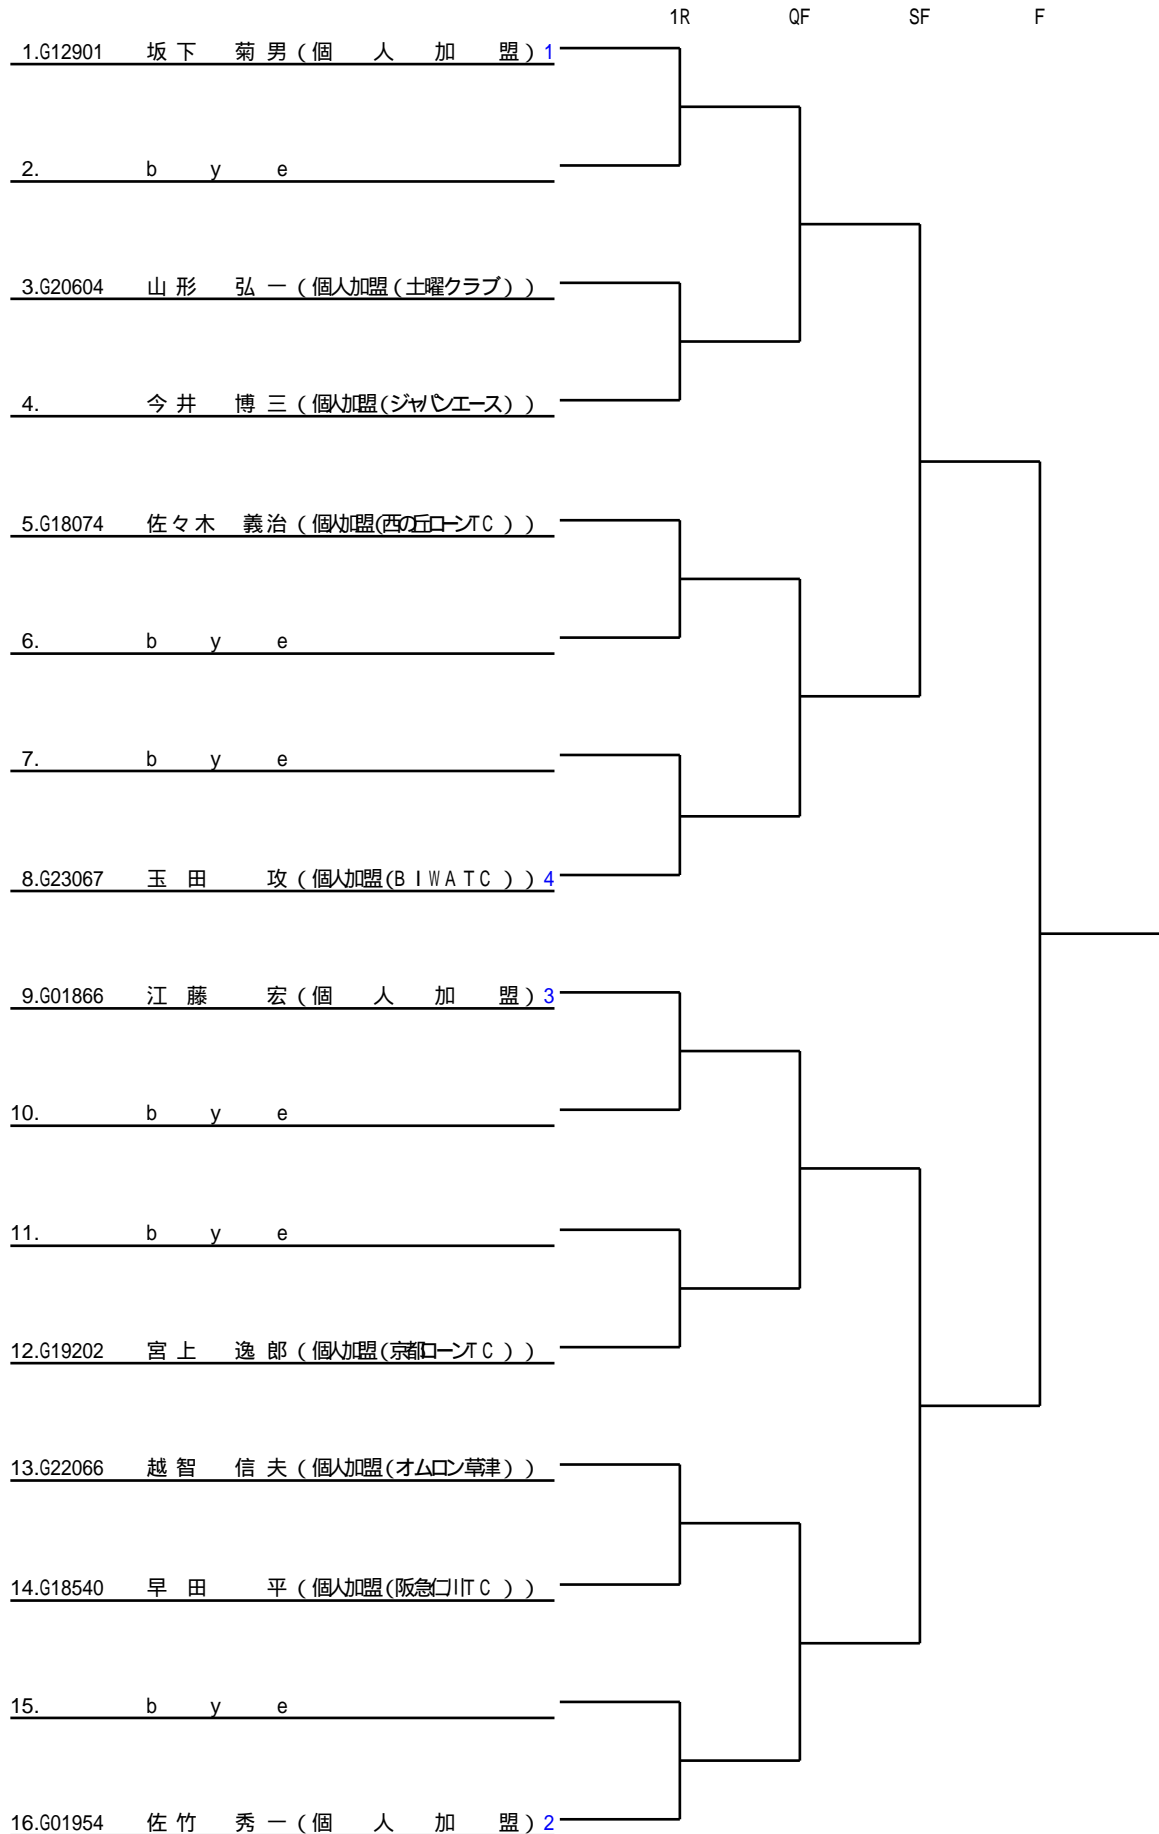 1R QF SF F
1.G12901 坂下 菊男(個人加盟)1
2. bye
3.G20604 山形 弘一(個人加盟(土曜クラブ))
4. 今井 博三(個人加盟(ジャパンエース))
5.G18074 佐々木 義治(個人加盟(西の丘ローンTC))
6. bye
7. bye
8.G23067 玉田 攻(個人加盟(BIWATC))4
9.G01866 江藤 宏(個人加盟)3
10. bye
11. bye
12.G19202 宮上 逸郎(個人加盟(京都ローンTC))
13.G22066 越智 信夫(個人加盟(オムロン草津))
14.G18540 早田 平(個人加盟(阪急仁川TC))
15. bye
16.G01954 佐竹 秀一(個人加盟)2